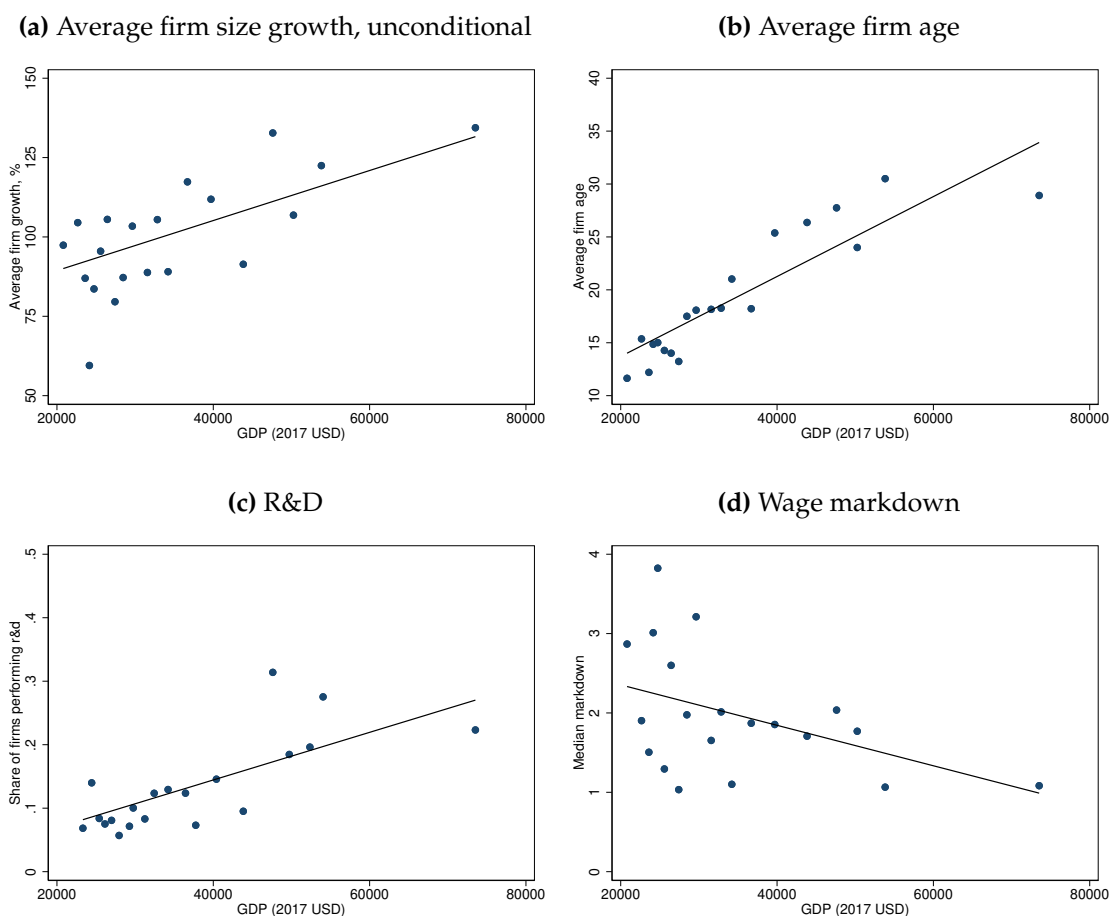 (a) Average firm size growth, unconditional
(b) Average firm age
150
125
100
75
50
Average firm growth, %
20000 40000 60000 80000
GDP (2017 USD)
40
35
30
25
20
15
10
Average firm age
20000 40000 60000 80000
GDP (2017 USD)
(c) R&D
(d) Wage markdown
.5
.4
.3
.2
.1
0
Share of firms performing r&d
20000 40000 60000 80000
GDP (2017 USD)
4
3
2
1
0
Median markdown
20000 40000 60000 80000
GDP (2017 USD)